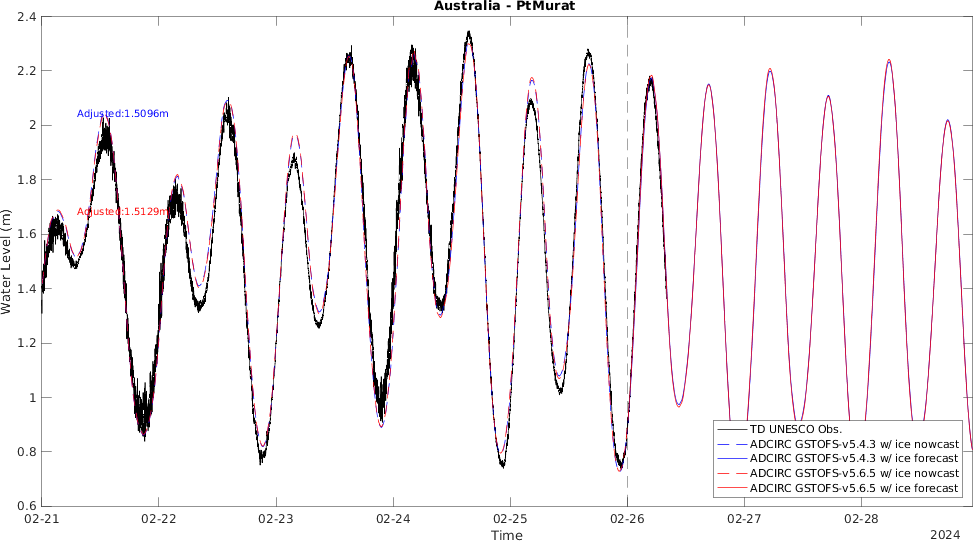 Australia - PtMurat
2.4
2.2
2
1.8
1.6
1.4
1.2
1
0.8
0.6
Water Level (m)
Adjusted:1.5096m
Adjusted:1.5129m
TD UNESCO Obs.
ADCIRC GSTOFS-v5.4.3 w/ ice nowcast
ADCIRC GSTOFS-v5.4.3 w/ ice forecast
ADCIRC GSTOFS-v5.6.5 w/ ice nowcast
ADCIRC GSTOFS-v5.6.5 w/ ice forecast
02-21 02-22 02-23 02-24 02-25 02-26 02-27 02-28
Time
2024